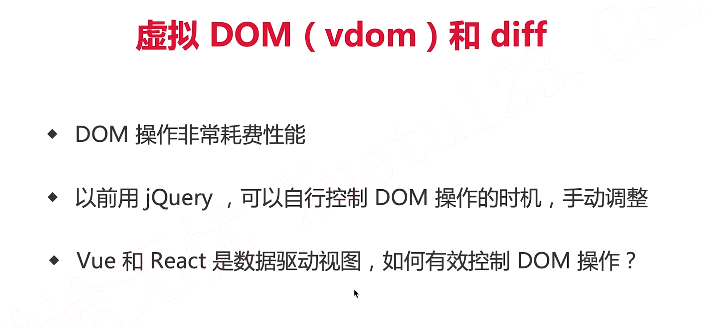 虚拟 DOM（vdom）和 diff
DOM 操作非常耗费性能
以前用 jQuery ，可以自行控制 DOM 操作的时机，手动调整
Vue 和 React 是数据驱动视图，如何有效控制 DOM 操作？